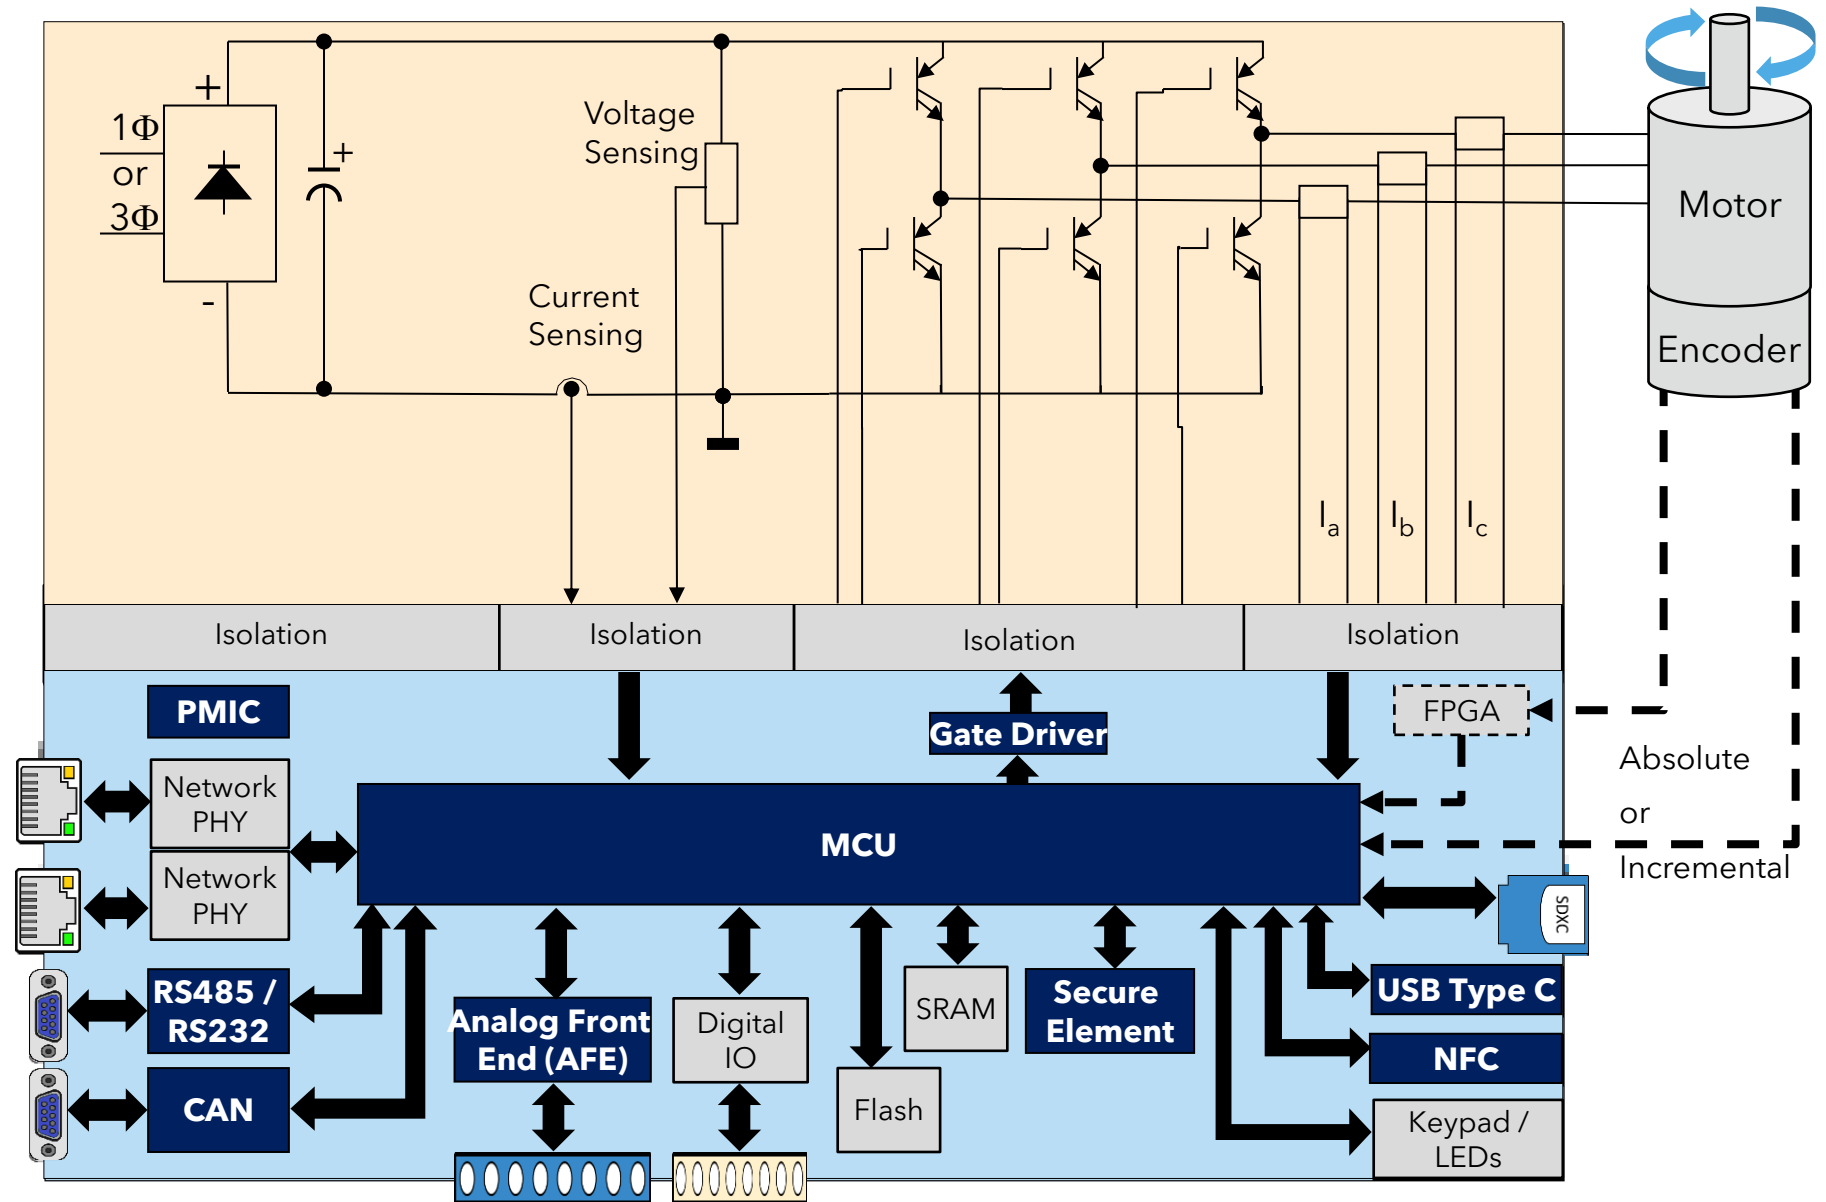 +
1Φ
or
3Φ
-
+
Voltage
Sensing
Current
Sensing
Motor
Encoder
Ia
Ib
Ic
Isolation
Isolation
Isolation
Isolation
PMIC
Gate Driver
FPGA
Absolute
or
Incremental
Network
PHY
Network
PHY
MCU
SDXC
RS485 /
RS232
CAN
Analog Front
End (AFE)
Digital
IO
Flash
SRAM
Secure
Element
USB Type C
NFC
Keypad /
LEDs